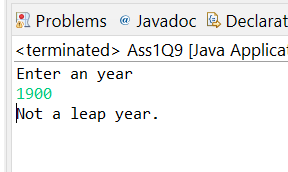 Problems @ Javadoc Declarat
<terminated> Ass1Q9 [Java Applicat
Enter an year
1900
Not a leap year.